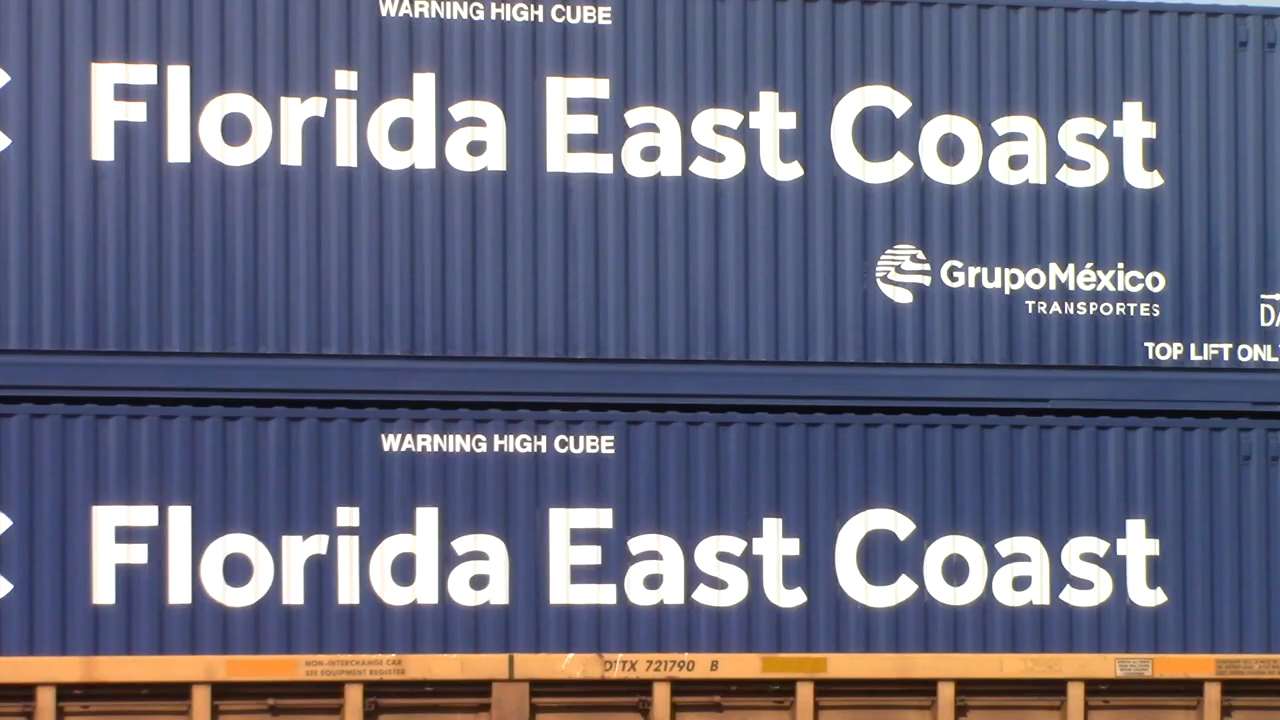 WARNING HIGH CUBE
Florida East Coast
GrupoMéxico
TRANSPORTES
DA
TOP LIFT ONL
WARNING HIGH CUBE
Florida East Coast
NON-INTERCHANGE CAR
SEE EQUIPMENT REGISTER
DTTX 721790 B